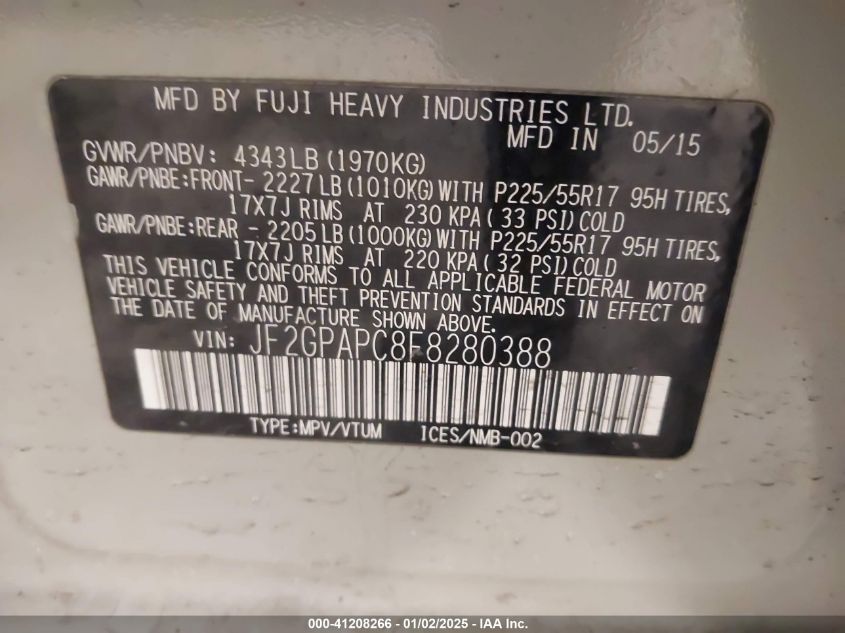 MFD BY FUJI HEAVY INDUSTRIES LTD.
MFD IN 05/15
GVWR/PNBV: 4343LB(1970KG)
GAWR/PNBE:FRONT- 2227LB(1010KG)WITH P225/55R17 95H TIRES,
17X7J RIMS AT 230 KPA( 33 PSI)COLD
GAWR/PNBE:REAR - 2205LB(1000KG)WITH P225/55R17 95H TIRES,
17X7J RIMS AT 220 KPA( 32 PSI)COLD
THIS VEHICLE CONFORMS TO ALL APPLICABLE FEDERAL MOTOR
VEHICLE SAFETY AND THEFT PREVENTION STANDARDS IN EFFECT ON
THE DATE OF MANUFACTURE SHOWN ABOVE.
VIN: JF2GPAPC8F8280388
TYPE:MPV/VTUM ICES/NMB-002
000-41208266 - 01/02/2025 - IAA Inc.